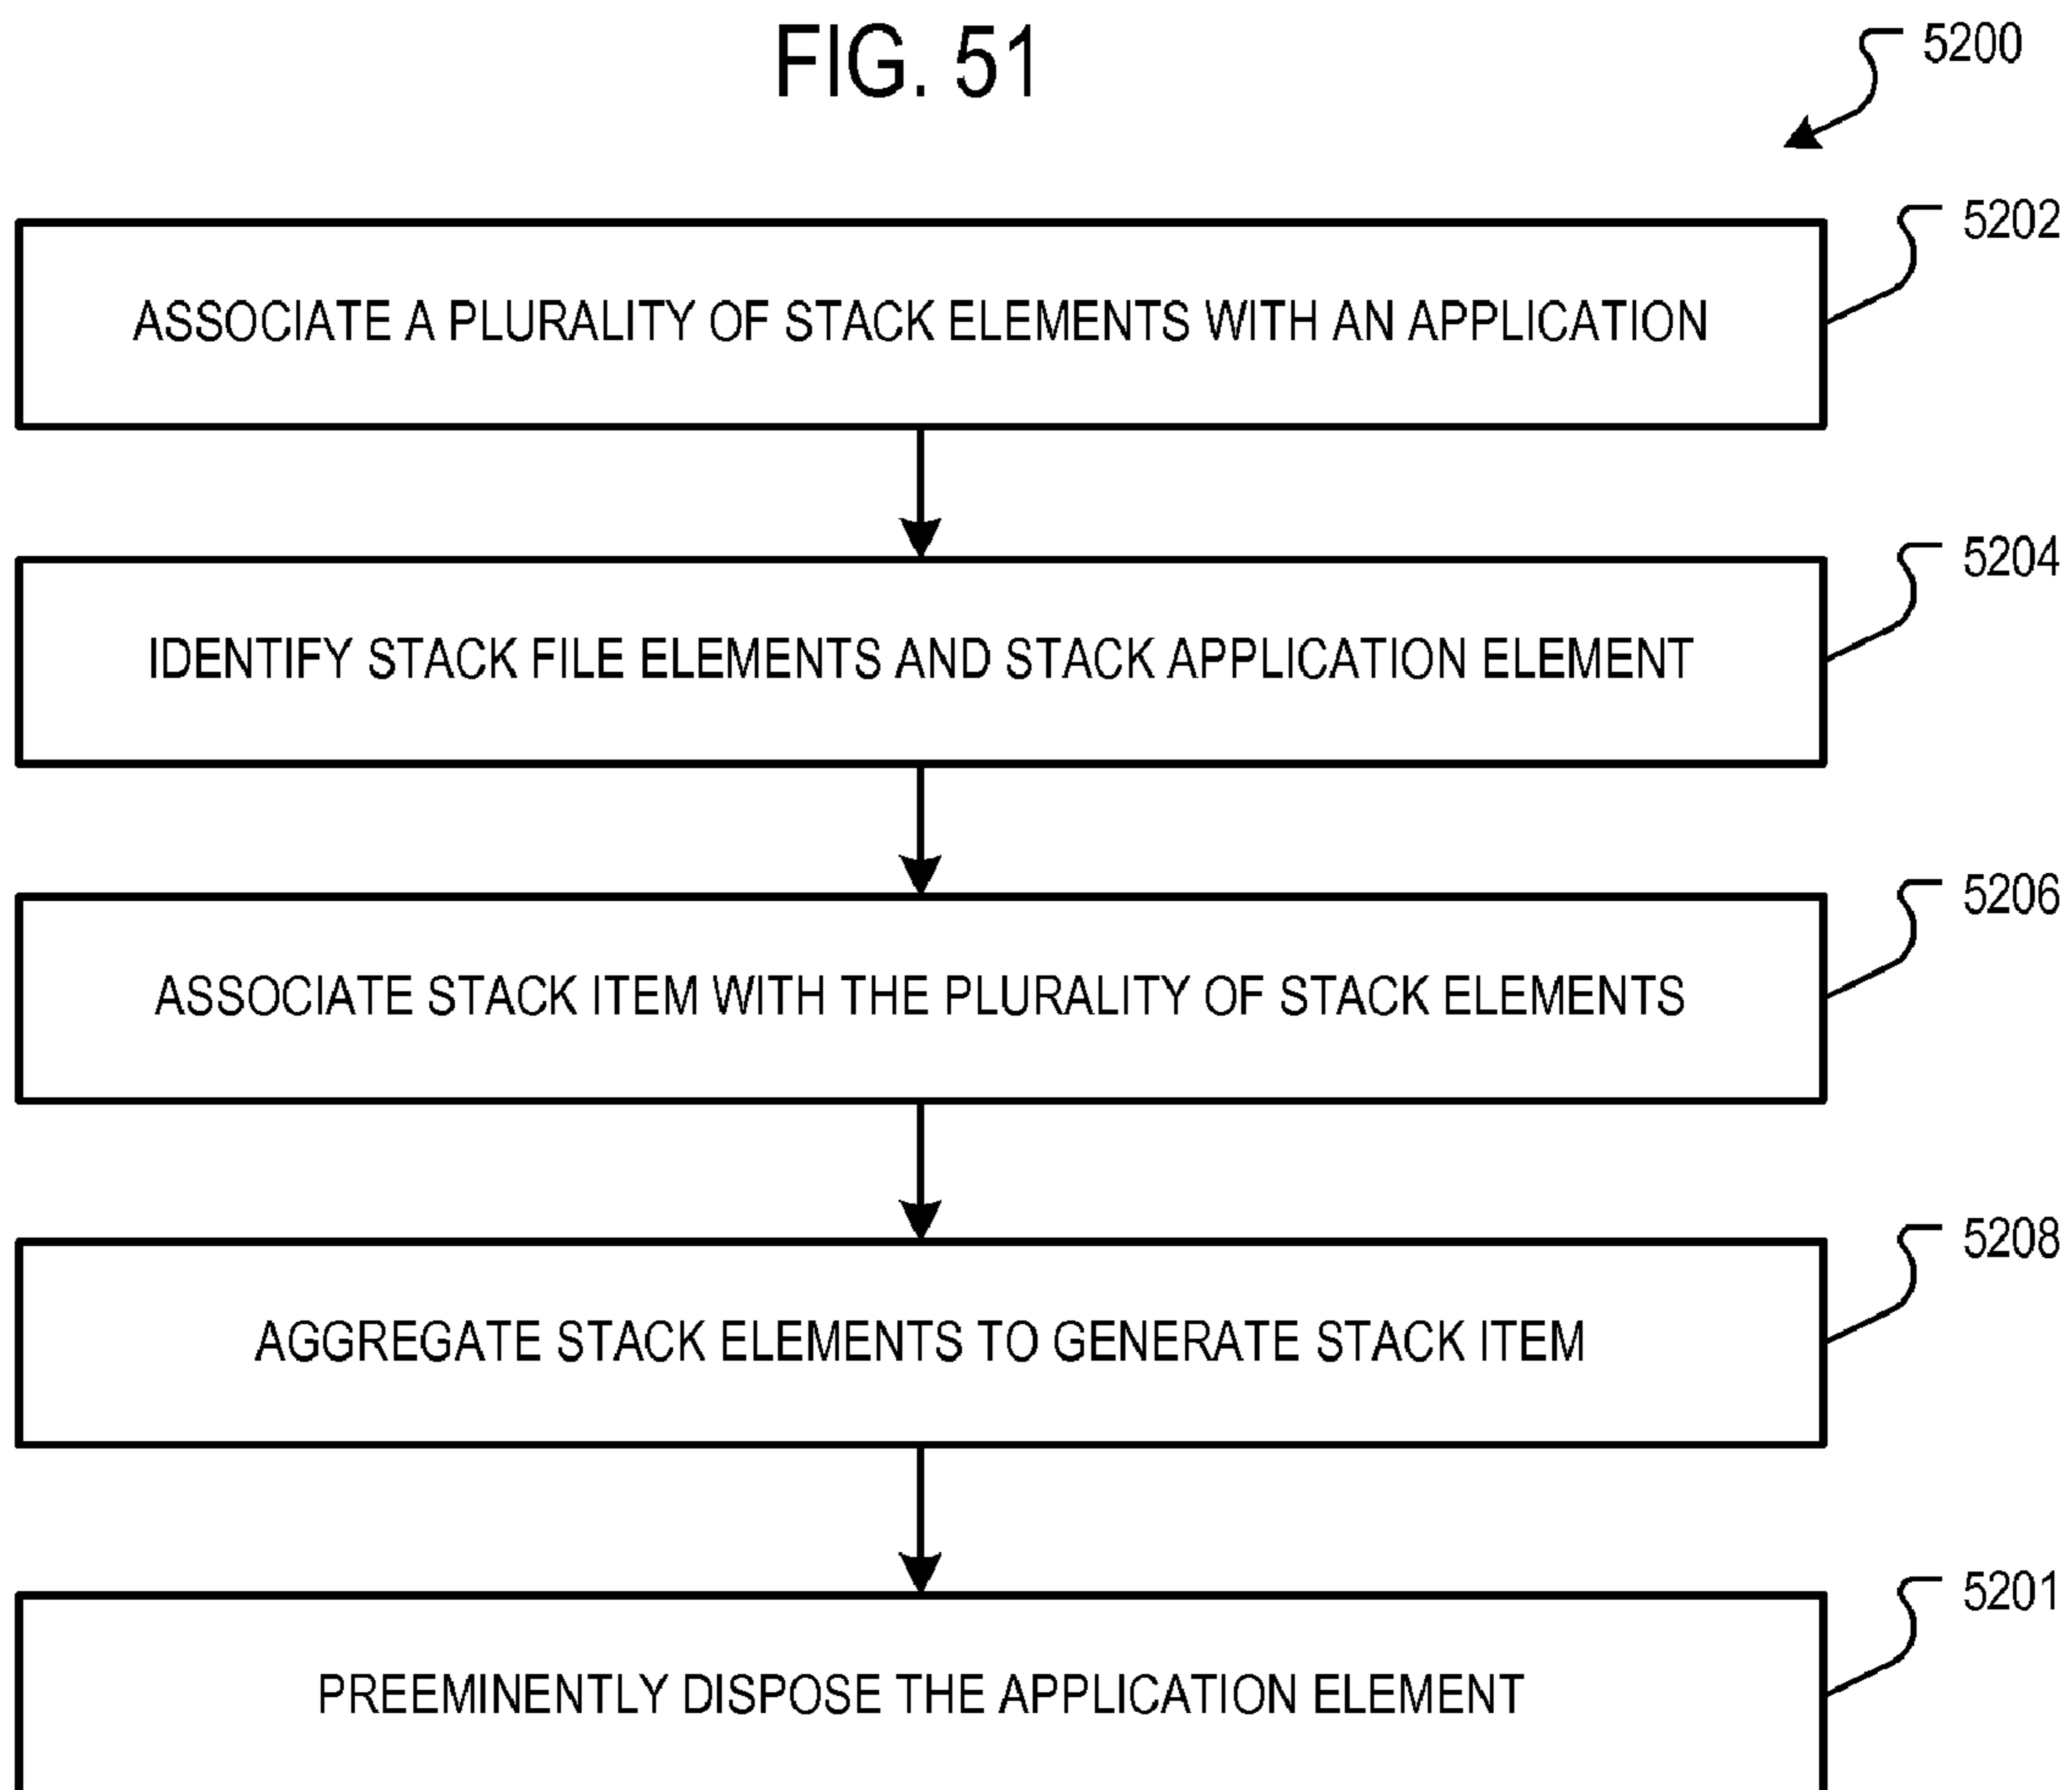 FIG. 51
5200
5202
ASSOCIATE A PLURALITY OF STACK ELEMENTS WITH AN APPLICATION
5204
IDENTIFY STACK FILE ELEMENTS AND STACK APPLICATION ELEMENT
5206
ASSOCIATE STACK ITEM WITH THE PLURALITY OF STACK ELEMENTS
5208
AGGREGATE STACK ELEMENTS TO GENERATE STACK ITEM
5201
PREEMINENTLY DISPOSE THE APPLICATION ELEMENT